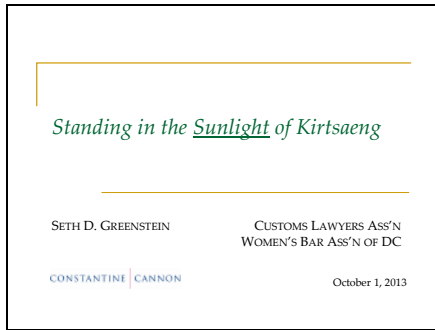 Standing in the Sunlight of Kirtsaeng
SETH D. GREENSTEIN
CUSTOMS LAWYERS ASS'N
WOMEN'S BAR ASS'N OF DC
CONSTANTINE CANNON
October 1, 2013